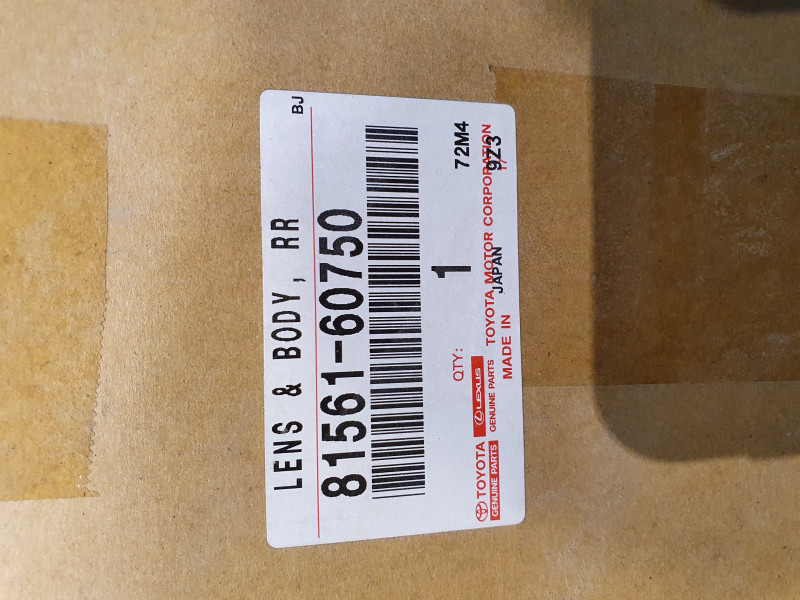 BJ
LENS & BODY, RR
81561-60750
QTY: 1 72M4
TOYOTA LEXUS
GENUINE PARTS GENUINE PARTS
TOYOTA MOTOR CORPORATION 9Z3
MADE IN JAPAN 17